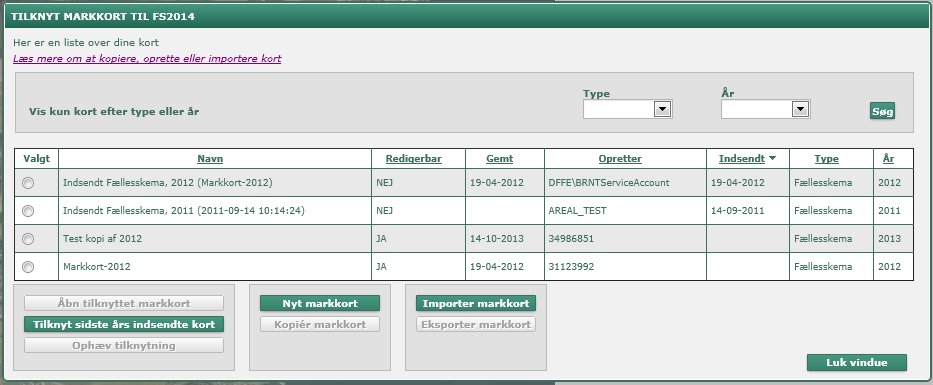 TILKNYT MARKKORT TIL FS2014
Her er en liste over dine kort
Læs mere om at kopiere, oprette eller importere kort
Type År
Vis kun kort efter type eller år Søg
Valgt Navn Redigerbar Gemt Opretter Indsendt Type År
Indsendt Fællesskema, 2012 (Markkort-2012) NEJ 19-04-2012 DFFE\BRNTServiceAccount 19-04-2012 Fællesskema 2012
Indsendt Fællesskema, 2011 (2011-09-14 10:14:24) NEJ AREAL_TEST 14-09-2011 Fællesskema 2011
Test kopi af 2012 JA 14-10-2013 34986851 Fællesskema 2013
Markkort-2012 JA 19-04-2012 31123992 Fællesskema 2012
Åbn tilknyttet markkort Nyt markkort Importer markkort
Tilknyt sidste års indsendte kort Kopiér markkort Eksporter markkort
Ophæv tilknytning
Luk vindue